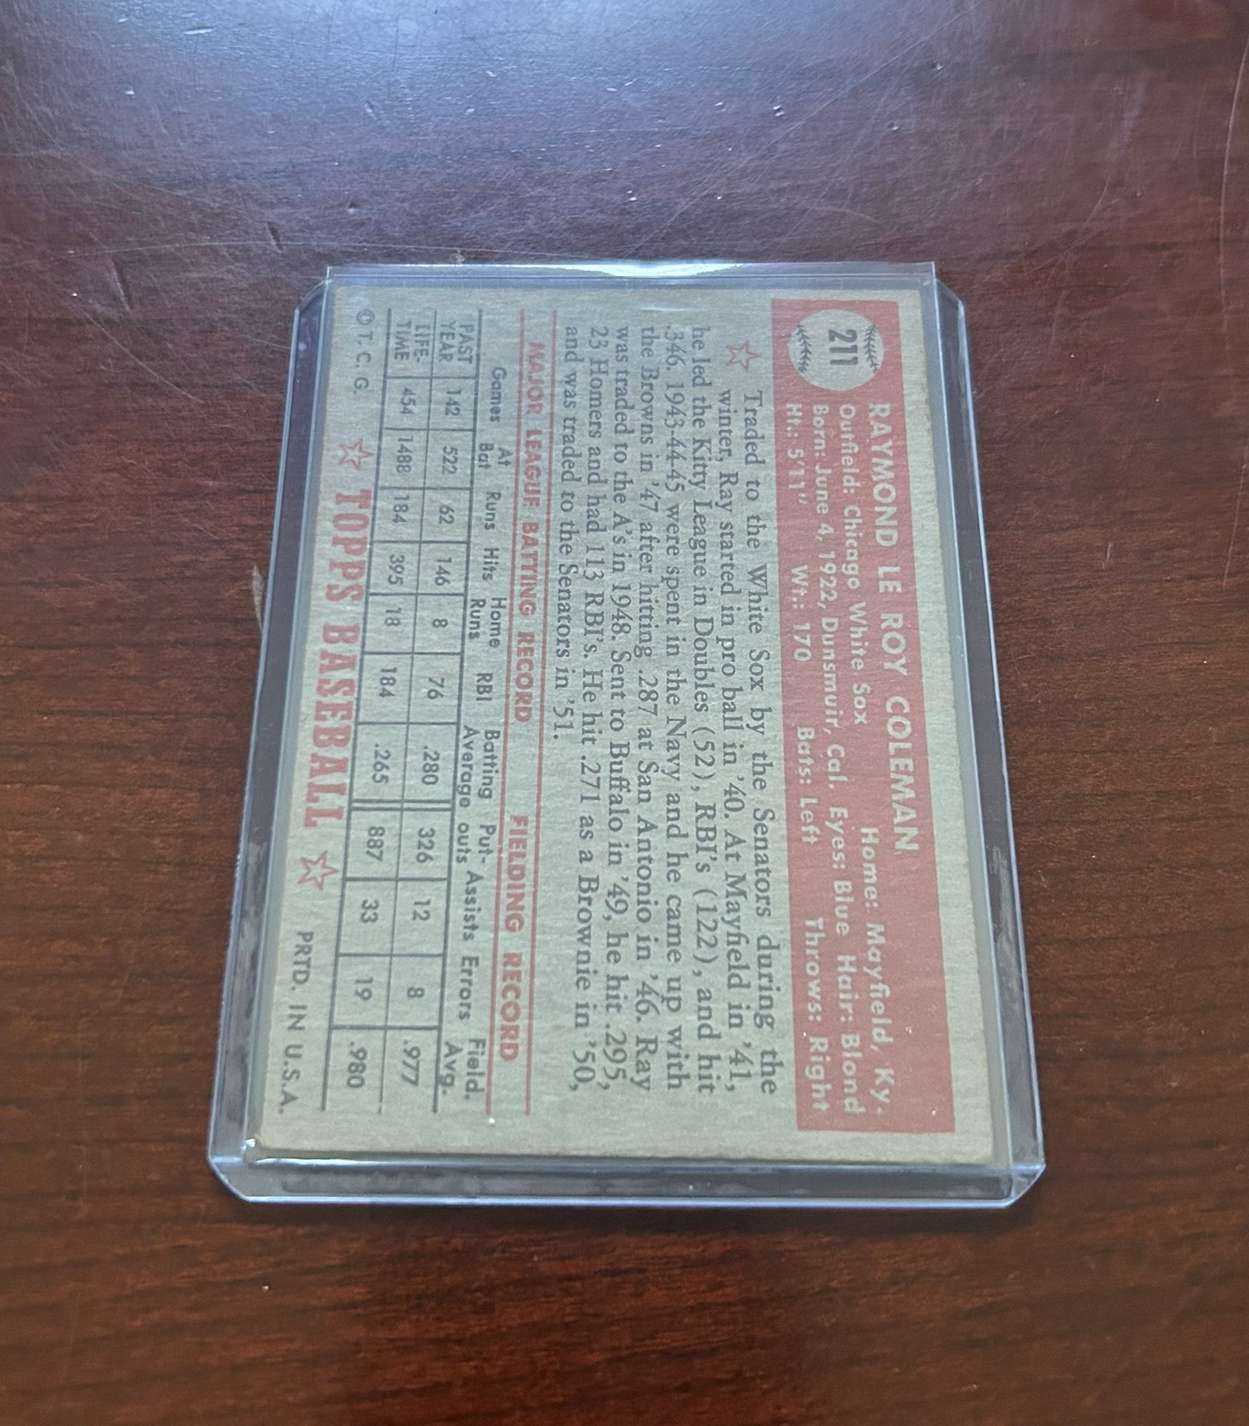 211
RAYMOND LE ROY COLEMAN
Outfield: Chicago White Sox Home: Mayfield, Ky.
Born: June 4, 1922, Dunsmuir, Cal. Eyes: Blue Hair: Blond
Ht.: 5'11" Wt.: 170 Bats: Left Throws: Right
Traded to the White Sox by the Senators during the
winter, Ray started in pro ball in '40. At Mayfield in '41,
he led the Kitty League in Doubles (52), RBI's (122), and hit
.346. 1943-44-45 were spent in the Navy and he came up with
the Browns in '47 after hitting .287 at San Antonio in '46. Ray
was traded to the A's in 1948. Sent to Buffalo in '49, he hit .295,
23 Homers and had 113 RBI's. He hit .271 as a Brownie in '50,
and was traded to the Senators in '51.
MAJOR LEAGUE BATTING RECORD FIELDING RECORD
Games At Bat Runs Hits Home Runs RBI Batting Average Put-outs Assists Errors Field. Avg.
PAST YEAR 142 522 62 146 8 76 .280 326 12 8 .977
LIFE-TIME 454 1488 184 395 18 184 .265 887 33 19 .980
© T. C. G. TOPPS BASEBALL PRTD. IN U.S.A.